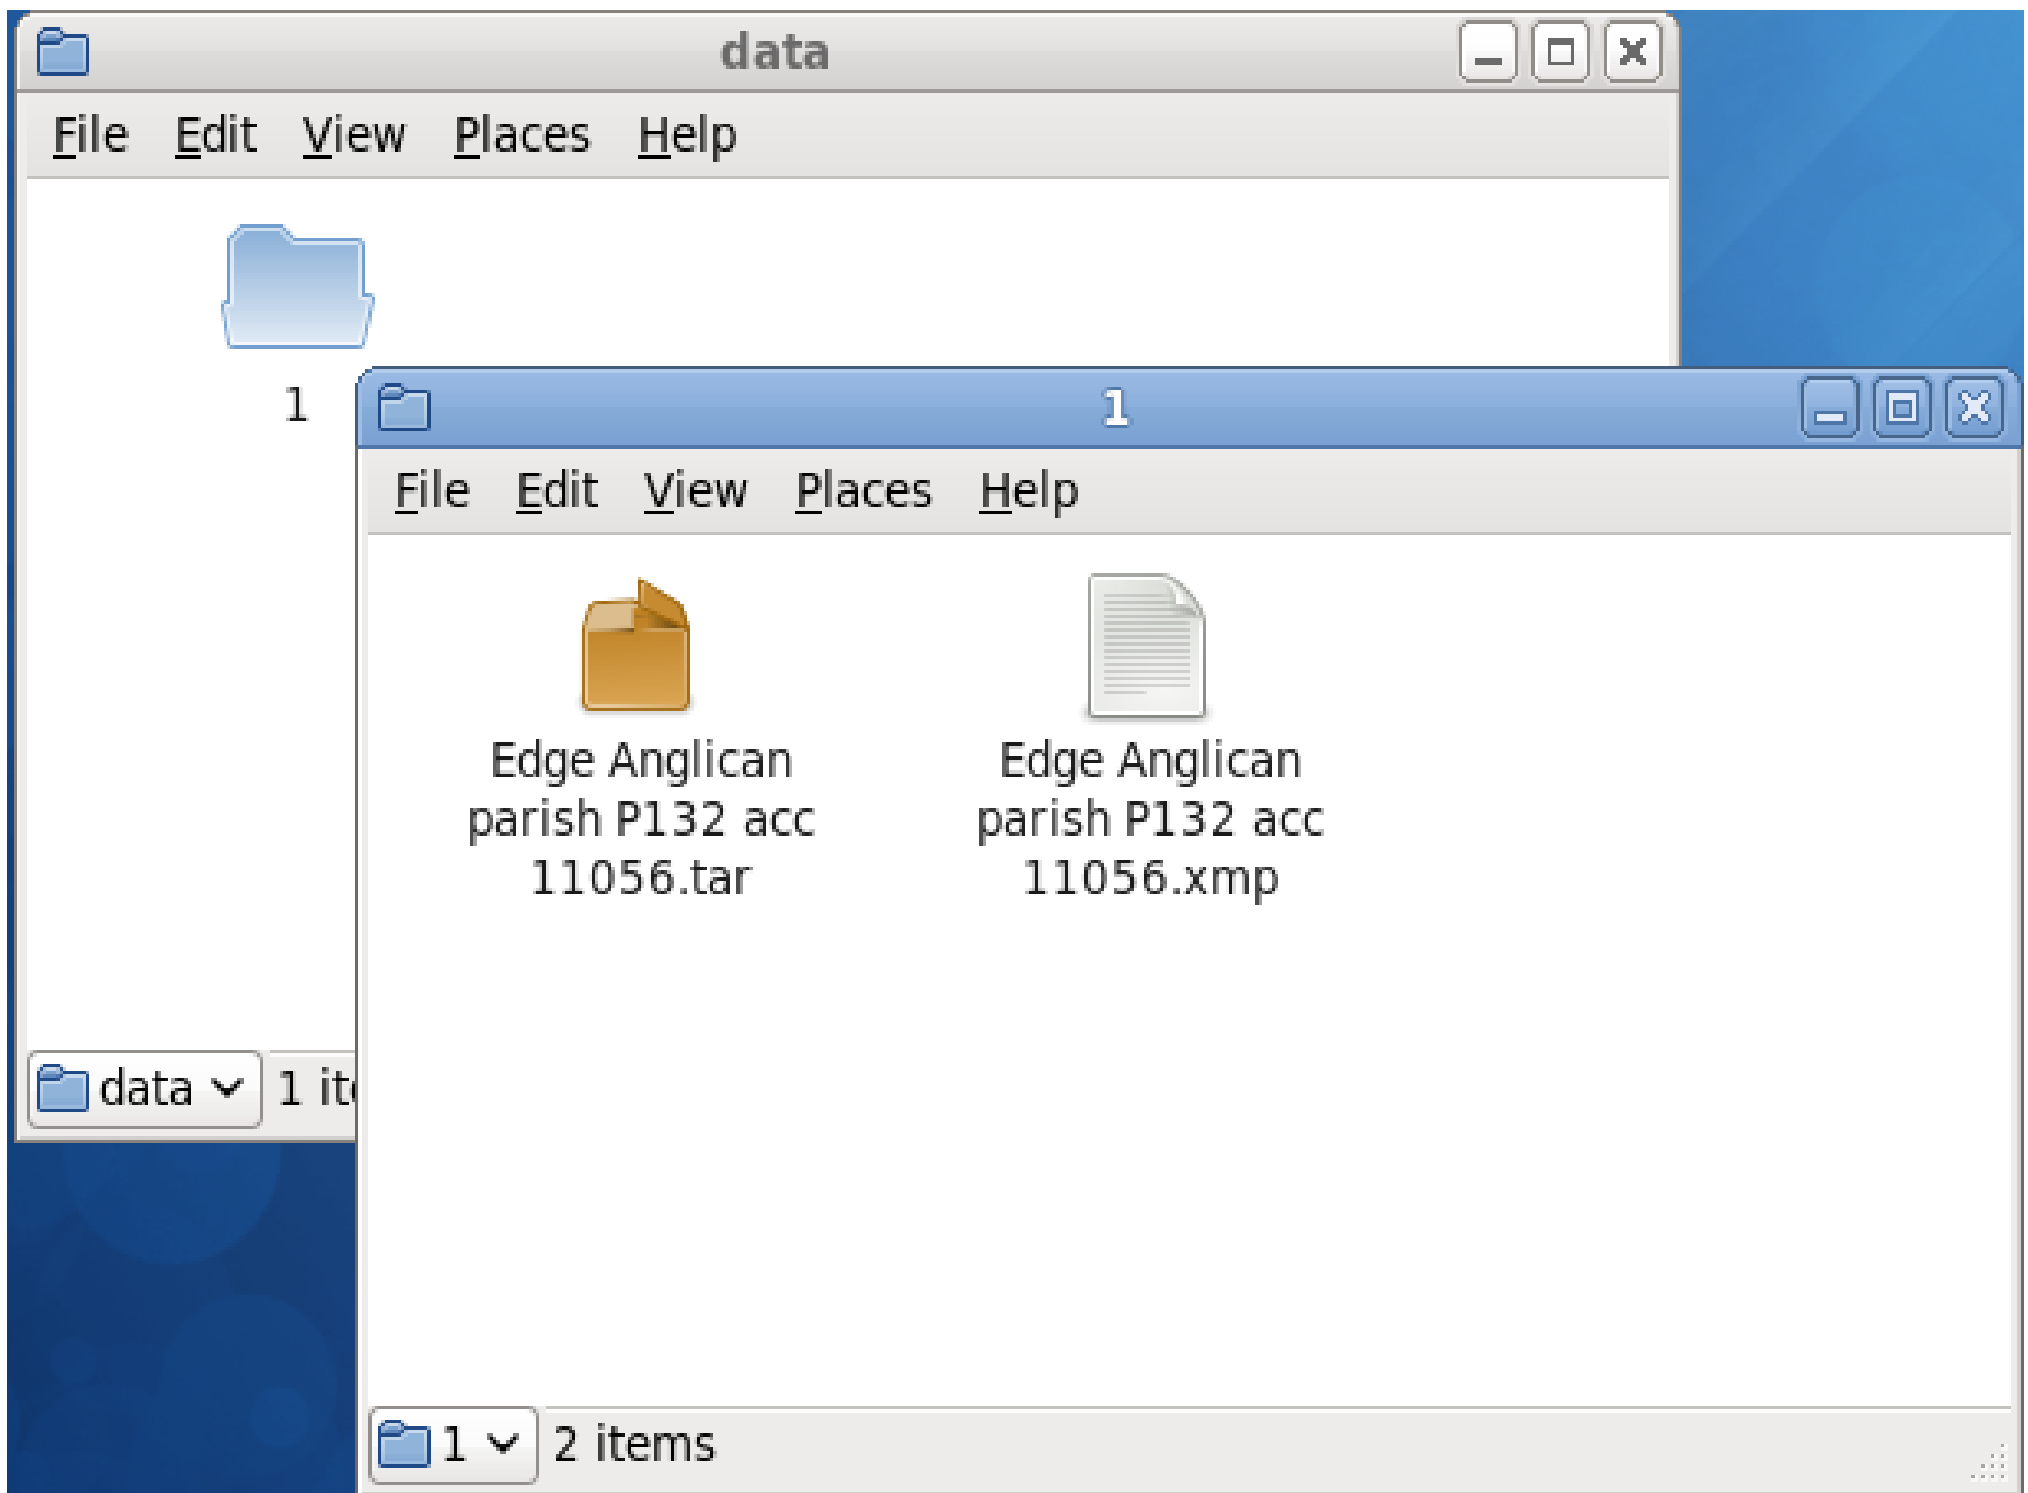 data
File Edit View Places Help
1
1
File Edit View Places Help
Edge Anglican
parish P132 acc
11056.tar
Edge Anglican
parish P132 acc
11056.xmp
data 1
1 2 items